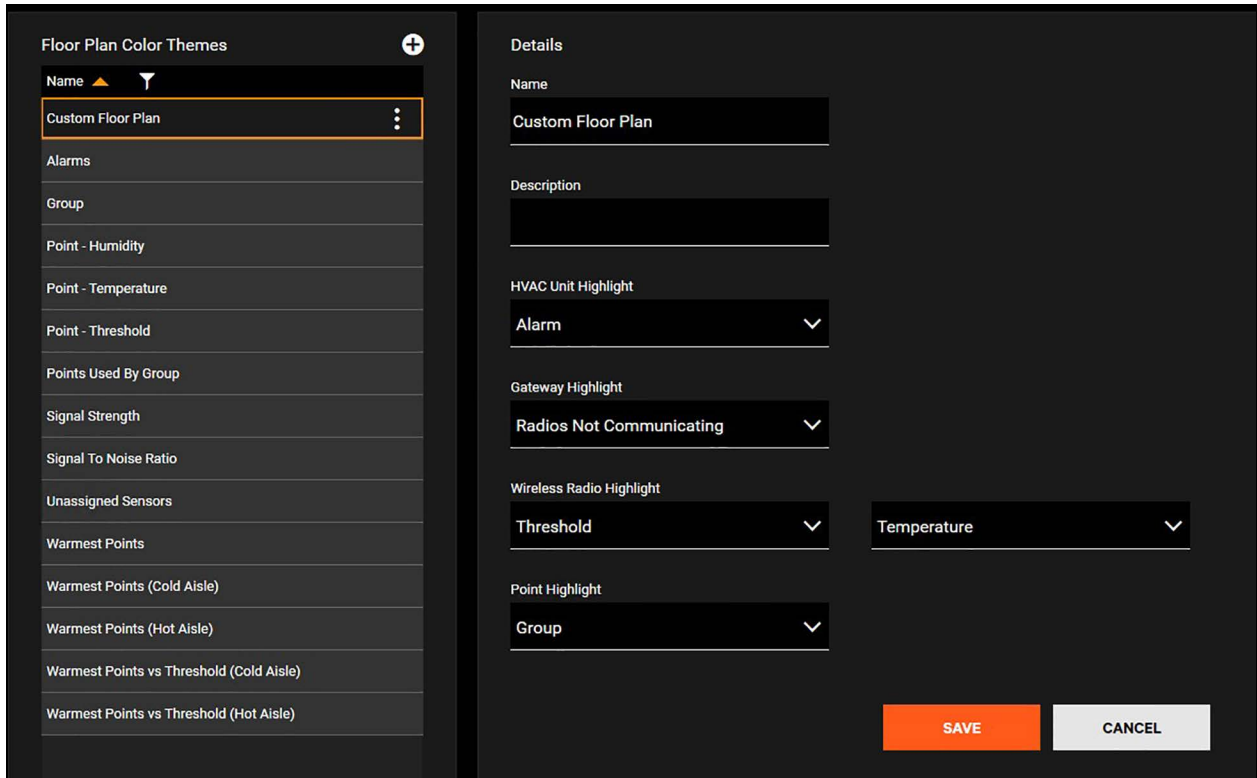 Floor Plan Color Themes
Name
Custom Floor Plan
Alarms
Group
Point - Humidity
Point - Temperature
Point - Threshold
Points Used By Group
Signal Strength
Signal To Noise Ratio
Unassigned Sensors
Warmest Points
Warmest Points (Cold Aisle)
Warmest Points (Hot Aisle)
Warmest Points vs Threshold (Cold Aisle)
Warmest Points vs Threshold (Hot Aisle)
Details
Name
Custom Floor Plan
Description
HVAC Unit Highlight
Alarm
Gateway Highlight
Radios Not Communicating
Wireless Radio Highlight
Threshold
Temperature
Point Highlight
Group
SAVE
CANCEL